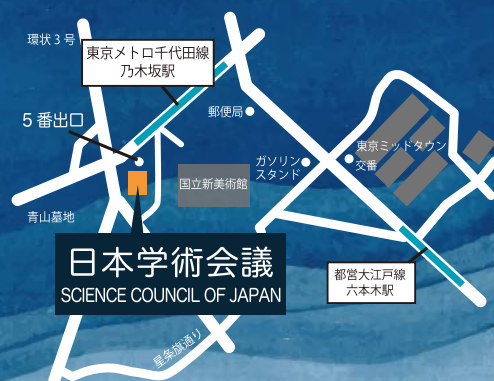 環状3号
東京メトロ千代田線
乃木坂駅
5番出口
郵便局
ガソリン
スタンド
東京ミッドタウン
交番
国立新美術館
青山墓地
日本学術会議
SCIENCE COUNCIL OF JAPAN
都営大江戸線
六本木駅
星条旗通り